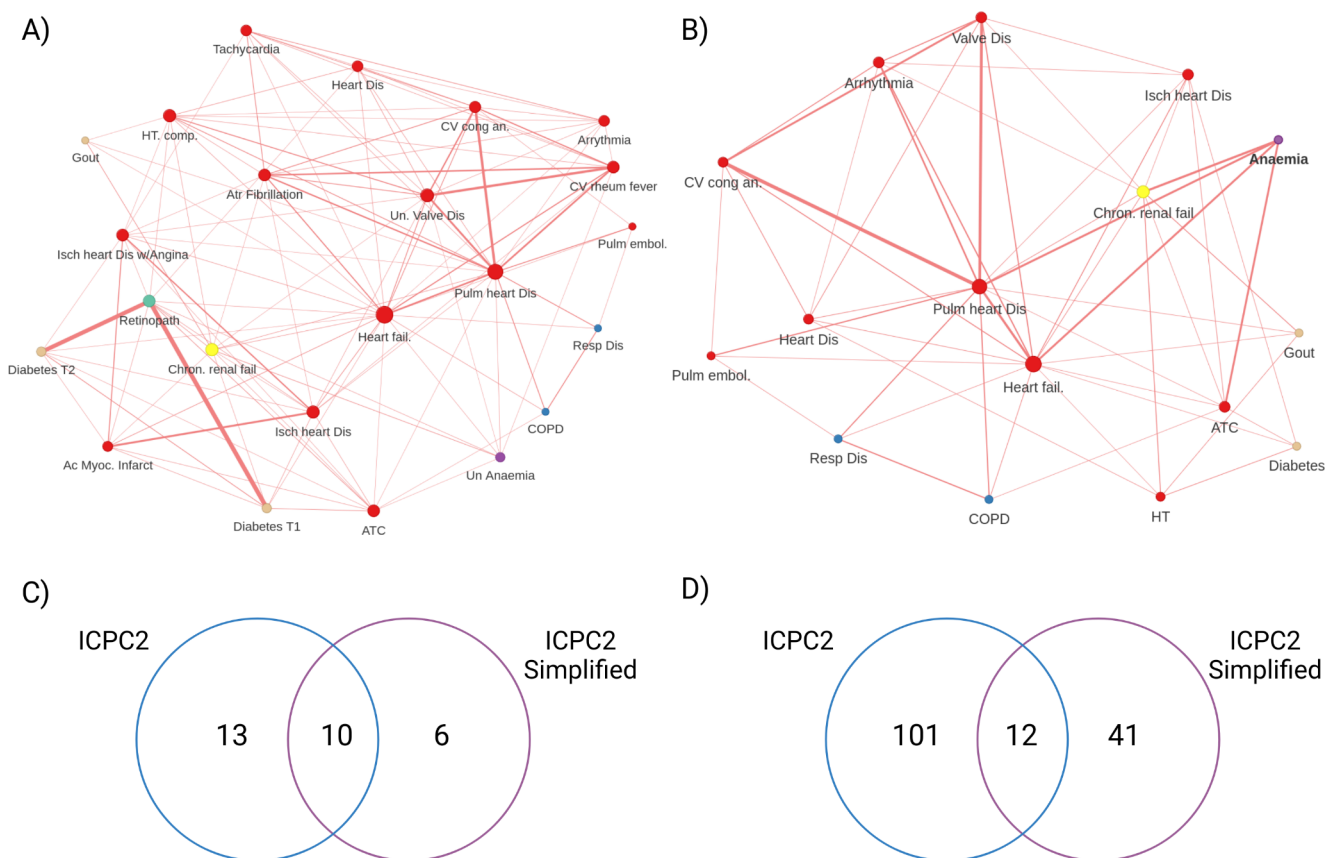 A)
Tachycardia
Heart Dis
CV cong an.
HT. comp.
Arrythmia
Gout
CV rheum fever
Atr Fibrillation
Un. Valve Dis
Pulm embol.
Isch heart Dis w/Angina
Pulm heart Dis
Retinopath
Heart fail.
Resp Dis
Diabetes T2
Chron. renal fail
COPD
Isch heart Dis
Ac Myoc. Infarct
Un Anaemia
Diabetes T1
ATC
B)
Valve Dis
Arrhythmia
Isch heart Dis
Anaemia
CV cong an.
Chron. renal fail
Pulm heart Dis
Heart Dis
Gout
Pulm embol.
Heart fail.
ATC
Resp Dis
Diabetes
COPD
HT
C)
ICPC2
ICPC2
Simplified
13
10
6
D)
ICPC2
ICPC2
Simplified
101
12
41